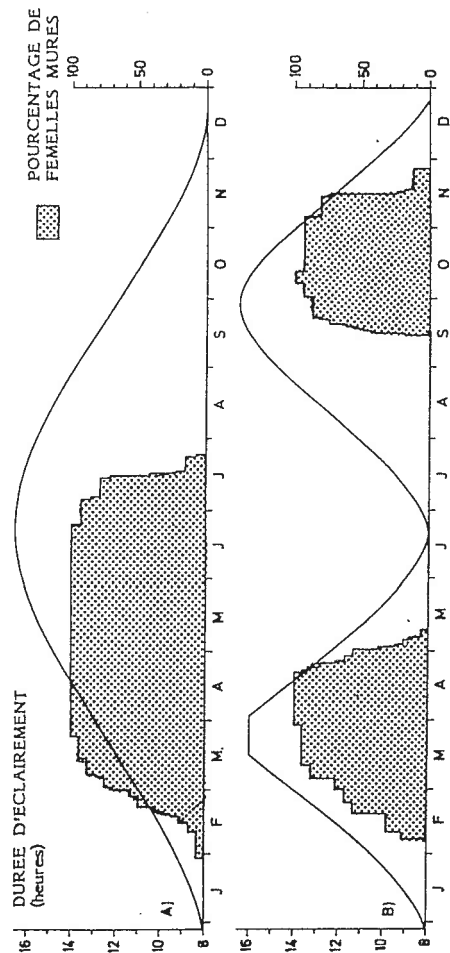 DURÉE D'ECLAIREMENT
(heures)
POURCENTAGE DE
FEMELLES MURES
16
14
12
10
8
100
50
0
A)
J F M A M J J A S O N D
16
14
12
10
8
100
50
0
B)
J F M A M J J A S O N D